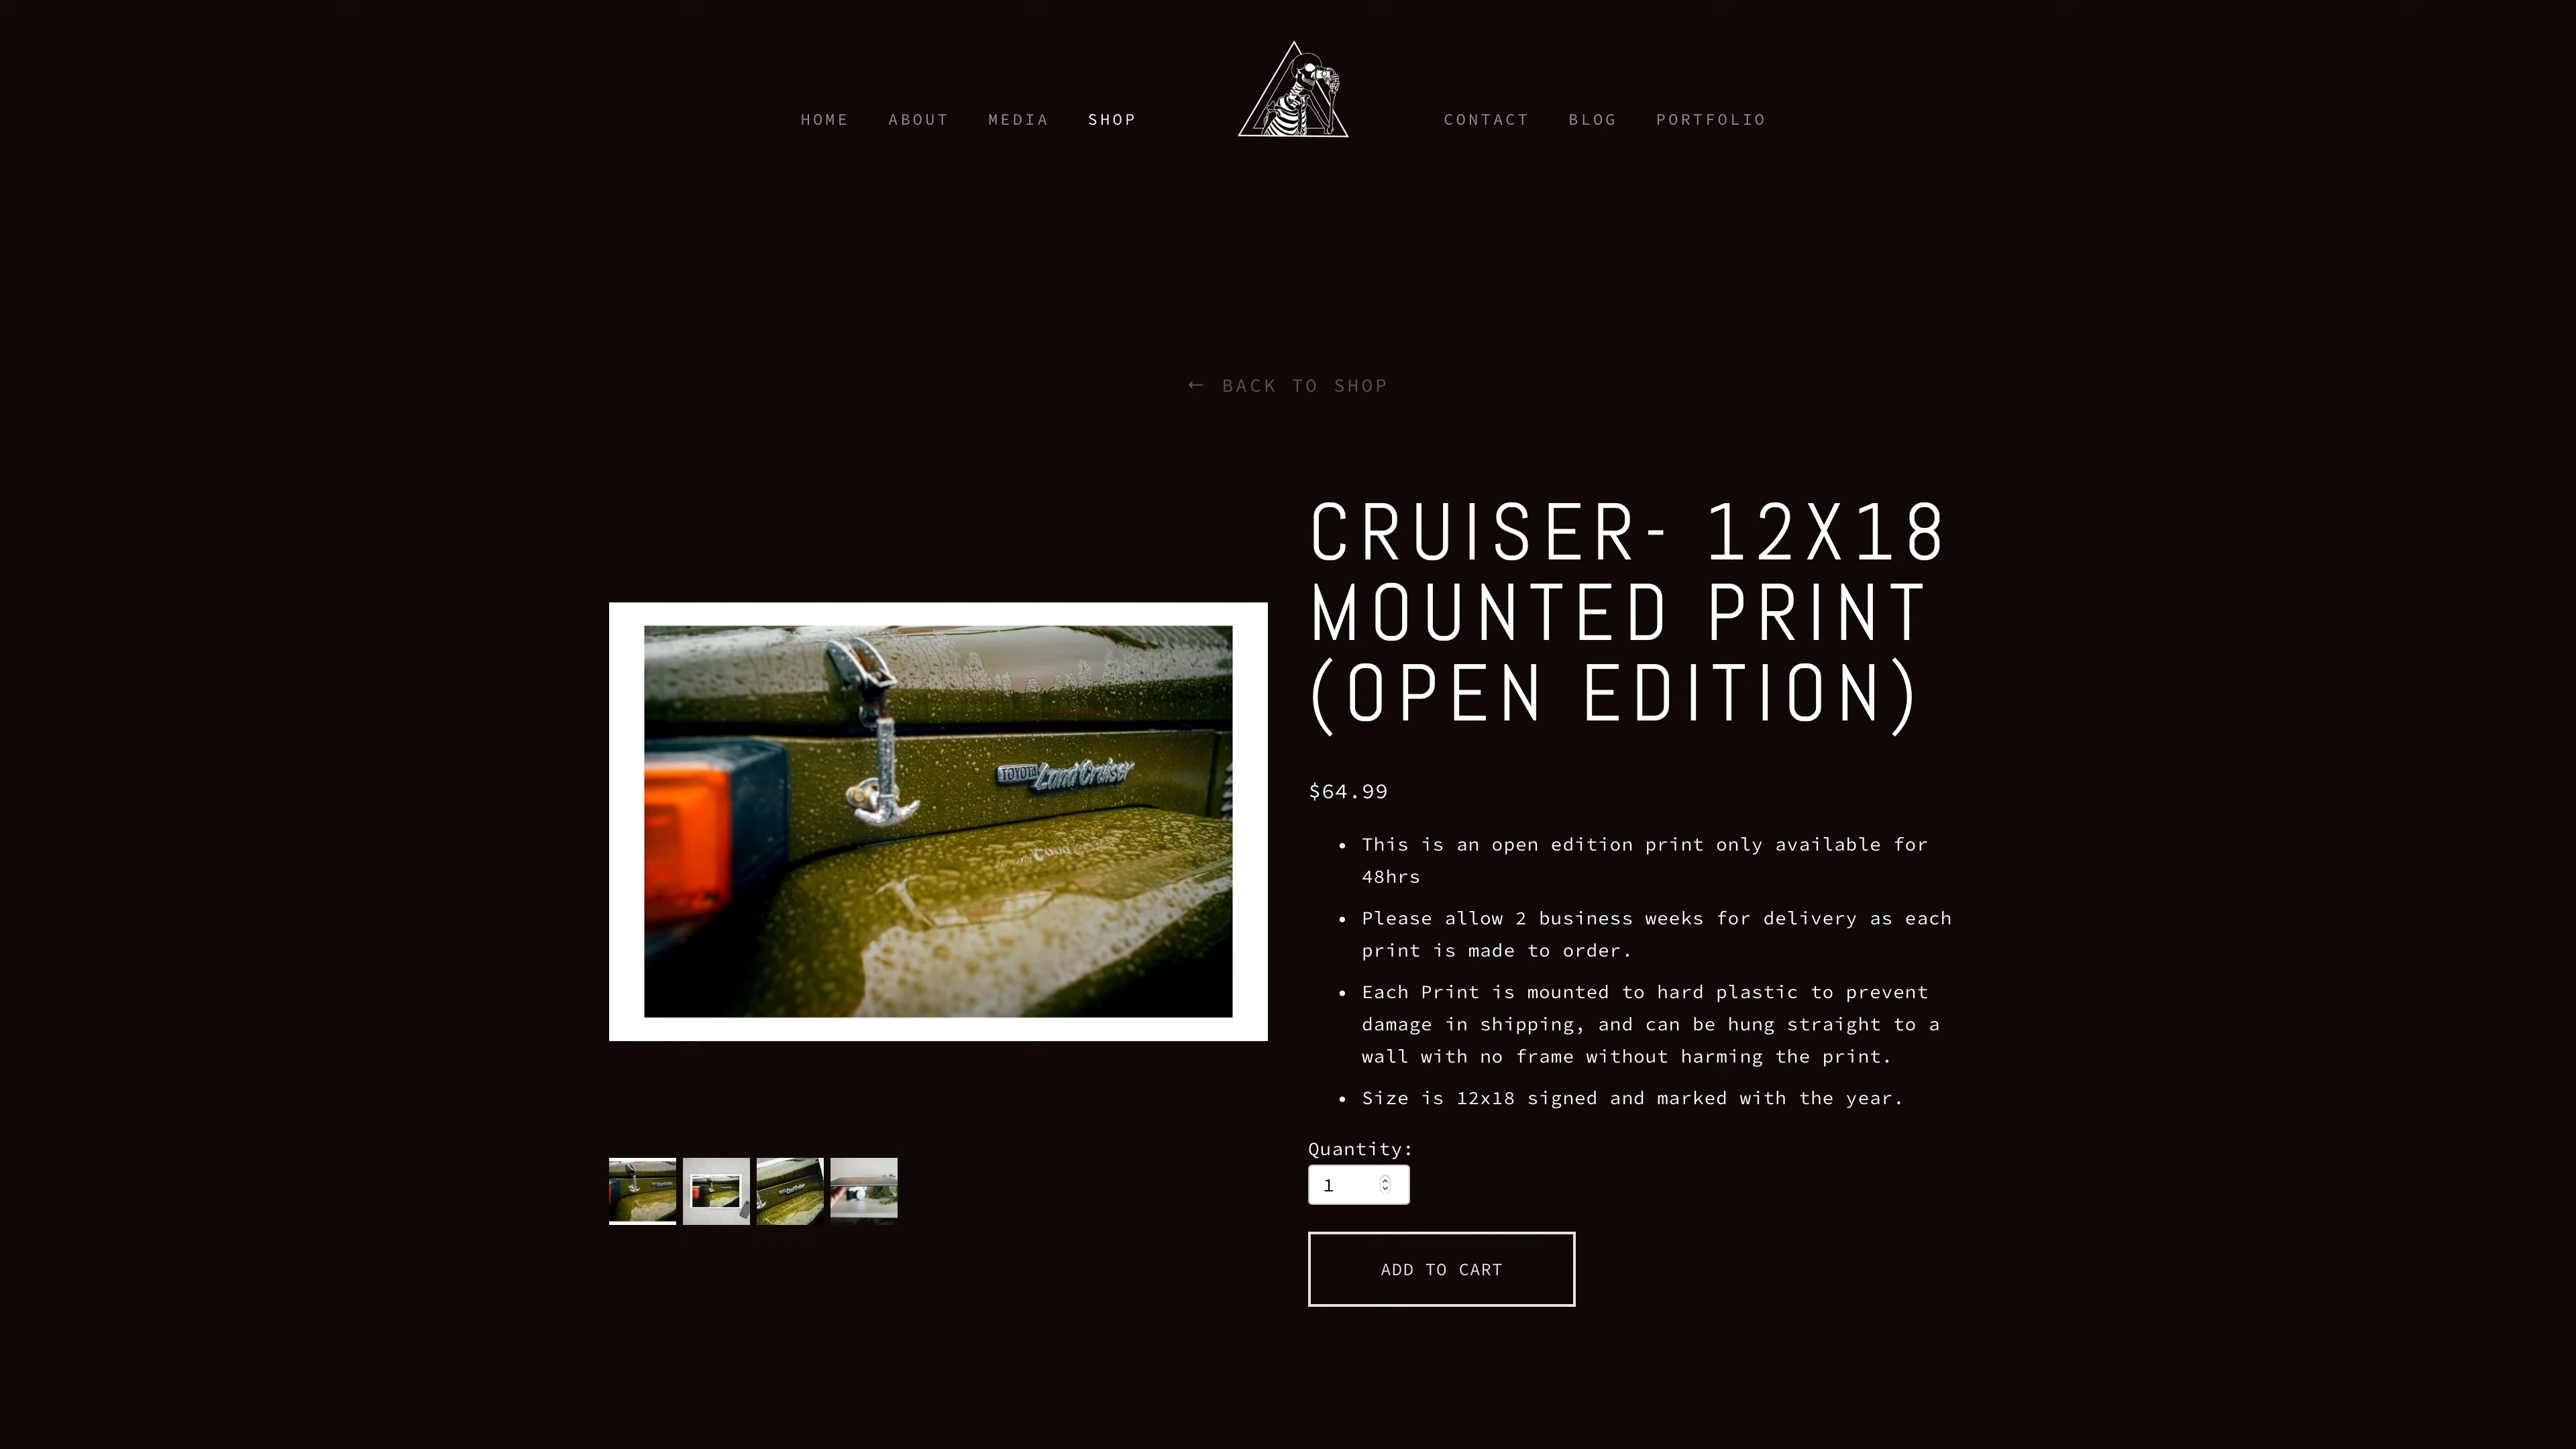 HOME ABOUT MEDIA SHOP CONTACT BLOG PORTFOLIO
← BACK TO SHOP
CRUISER- 12X18
MOUNTED PRINT
(OPEN EDITION)
TOYOTA Land Cruiser
$64.99
• This is an open edition print only available for
48hrs
• Please allow 2 business weeks for delivery as each
print is made to order.
• Each Print is mounted to hard plastic to prevent
damage in shipping, and can be hung straight to a
wall with no frame without harming the print.
• Size is 12x18 signed and marked with the year.
Quantity:
1
ADD TO CART